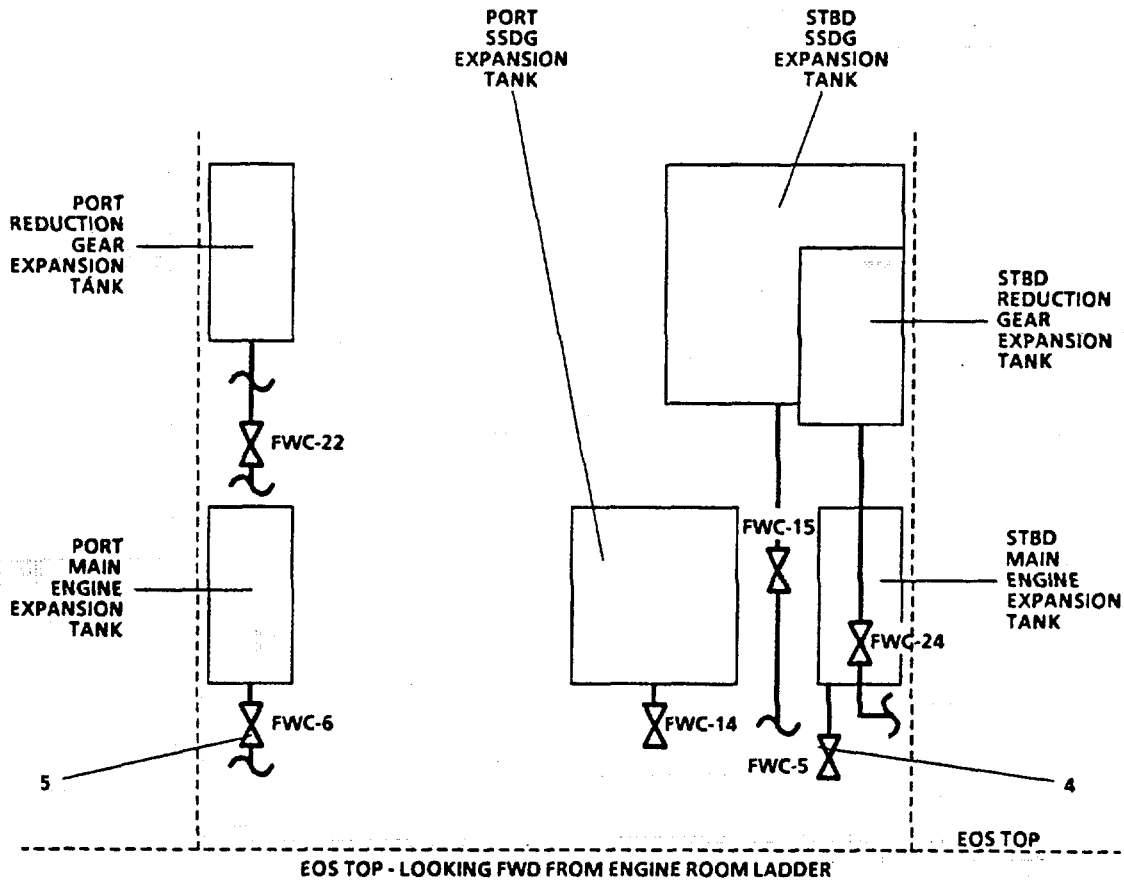 PORT
SSDG
EXPANSION
TANK
STBD
SSDG
EXPANSION
TANK
PORT
REDUCTION
GEAR
EXPANSION
TÁNK
STBD
REDUCTION
GEAR
EXPANSION
TANK
FWC-22
FWC-15
PORT
MAIN
ENGINE
EXPANSION
TANK
STBD
MAIN
ENGINE
EXPANSION
TANK
FWC-24
FWC-6
FWC-14
FWC-5
5
4
EOS TOP
EOS TOP - LOOKING FWD FROM ENGINE ROOM LADDER